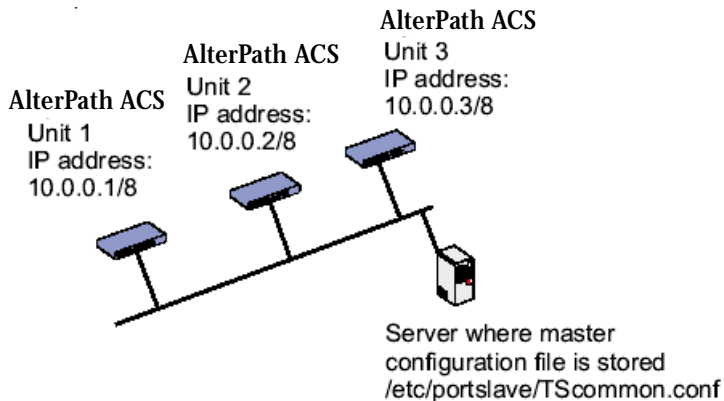 AlterPath ACS
Unit 1
IP address:
10.0.0.1/8
AlterPath ACS
Unit 2
IP address:
10.0.0.2/8
AlterPath ACS
Unit 3
IP address:
10.0.0.3/8
Server where master
configuration file is stored
/etc/portslave/TScommon.conf